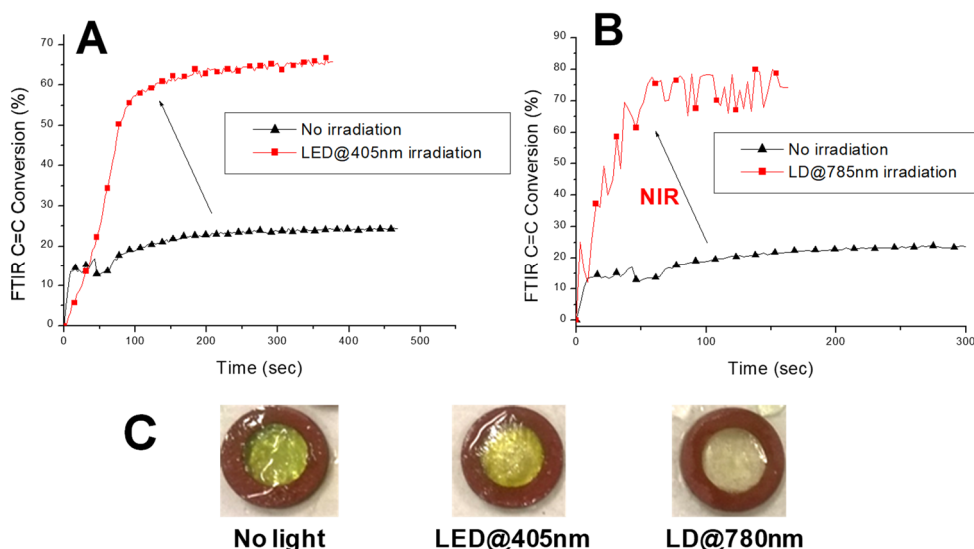 A
FTIR C=C Conversion (%)
70
60
50
40
30
20
10
0
No irradiation
LED@405nm irradiation
0 100 200 300 400 500
Time (sec)
B
FTIR C=C Conversion (%)
90
80
70
60
50
40
30
20
10
0
No irradiation
LD@785nm irradiation
NIR
0 100 200 300
Time (sec)
C
No light LED@405nm LD@780nm